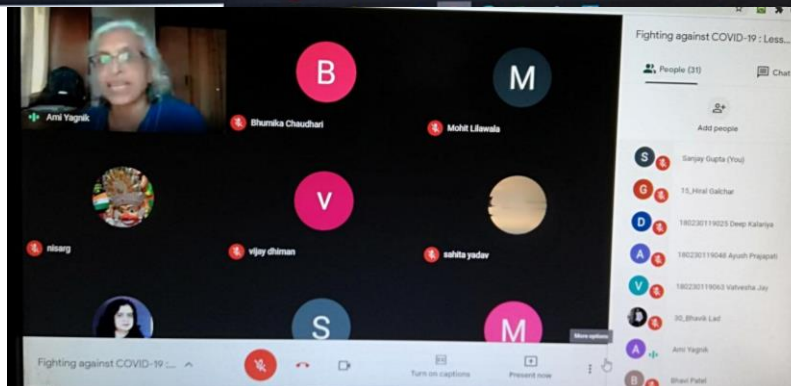 B
M
Ami Yagnik
Bhumika Chaudhari
Mohit Lilawala
V
nisarg
vijay dhiman
sahita yadav
S
M
More options
Fighting against COVID-19 :...
Turn on captions
Present now
Fighting against COVID-19 : Less...
People (31)
Chat
Add people
S
Sanjay Gupta (You)
G
15_Hiral Galchar
D
180230119025 Deep Kalariya
A
180230119048 Ayush Prajapati
V
180230119063 Vatvesha Jay
30_Bhavik Lad
A
Ami Yagnik
B
Bhavi Patel